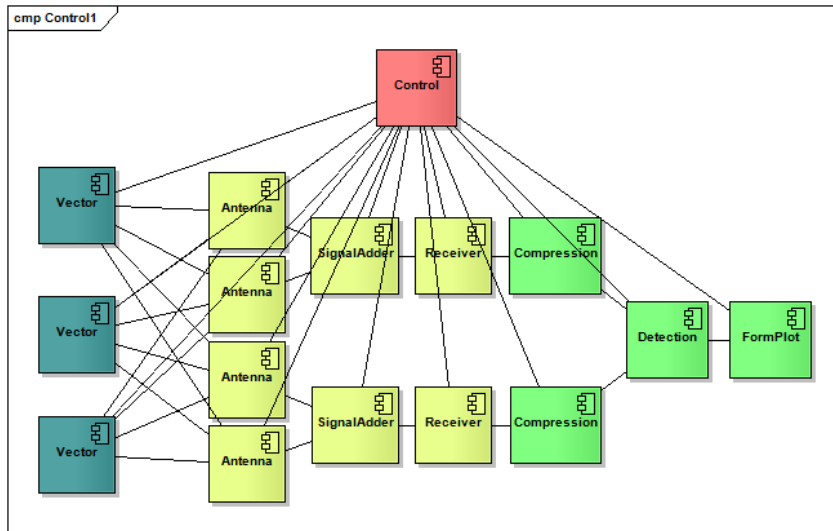 cmp Control1
Control
Vector
Antenna
SignalAdder
Receiver
Compression
Antenna
Vector
Detection
FormPlot
Antenna
Vector
SignalAdder
Receiver
Compression
Antenna